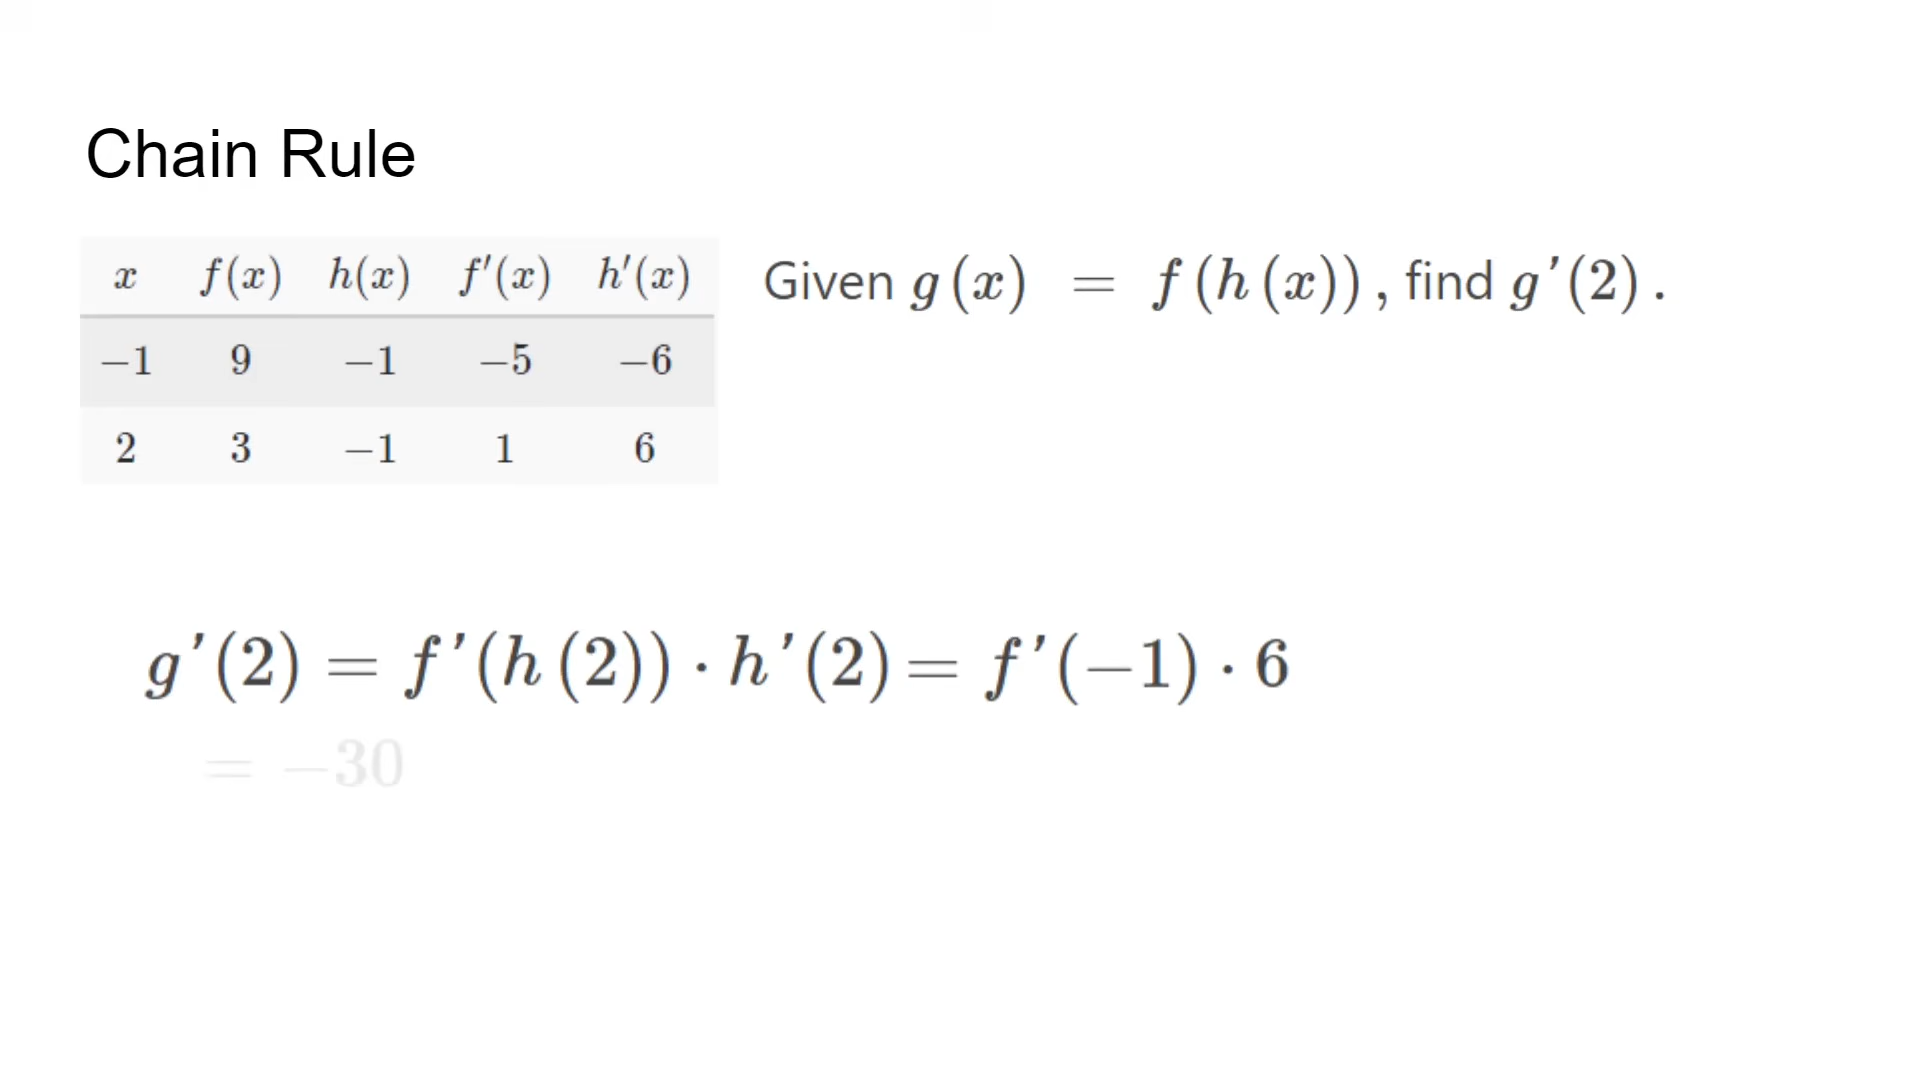 Chain Rule
x f(x) h(x) f′(x) h′(x)
−1 9 −1 −5 −6
2 3 −1 1 6
Given g(x) = f(h(x)), find g′(2).
g′(2) = f′(h(2)) · h′(2) = f′(−1) · 6
= −30